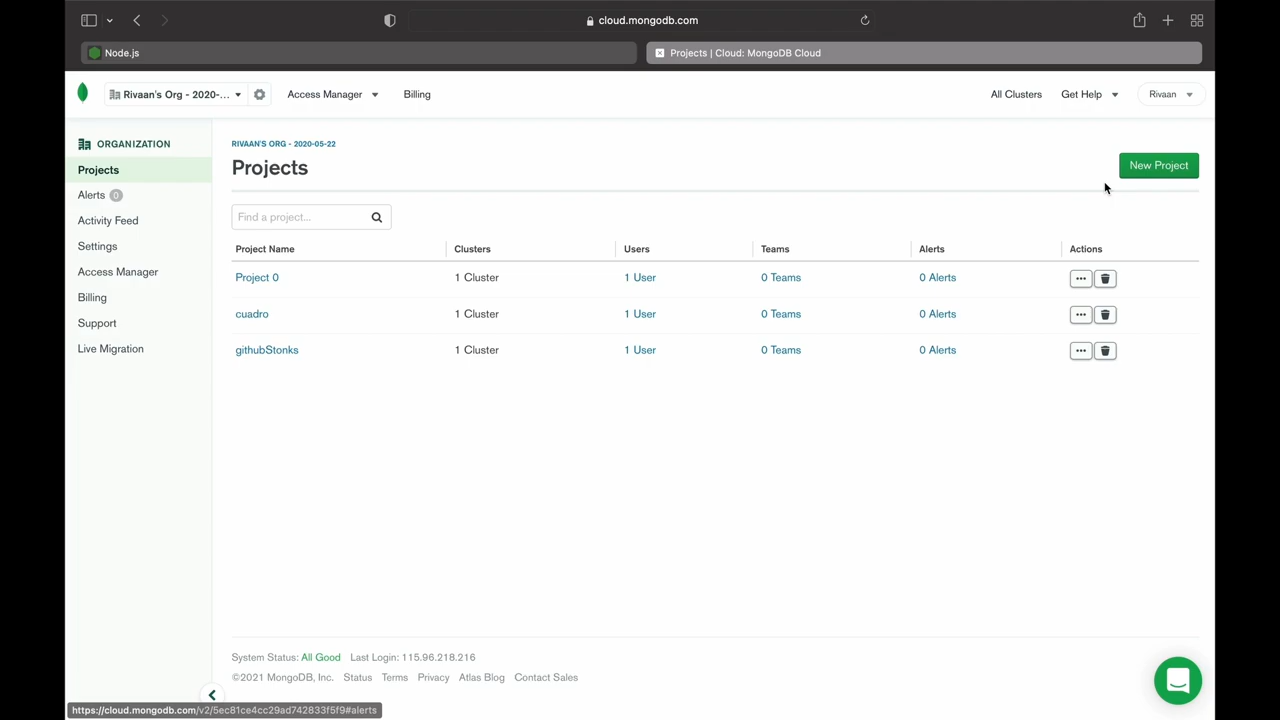 cloud.mongodb.com
Node.js
Projects | Cloud: MongoDB Cloud
Rivaan's Org - 2020-... Access Manager Billing All Clusters Get Help Rivaan
ORGANIZATION
Projects
Alerts 0
Activity Feed
Settings
Access Manager
Billing
Support
Live Migration
RIVAAN'S ORG - 2020-05-22
Projects
New Project
Find a project...
Project Name Clusters Users Teams Alerts Actions
Project 0 1 Cluster 1 User 0 Teams 0 Alerts
cuadro 1 Cluster 1 User 0 Teams 0 Alerts
githubStonks 1 Cluster 1 User 0 Teams 0 Alerts
System Status: All Good Last Login: 115.96.218.216
©2021 MongoDB, Inc. Status Terms Privacy Atlas Blog Contact Sales
https://cloud.mongodb.com/v2/5ec81ce4cc29ad742833f5f9#alerts